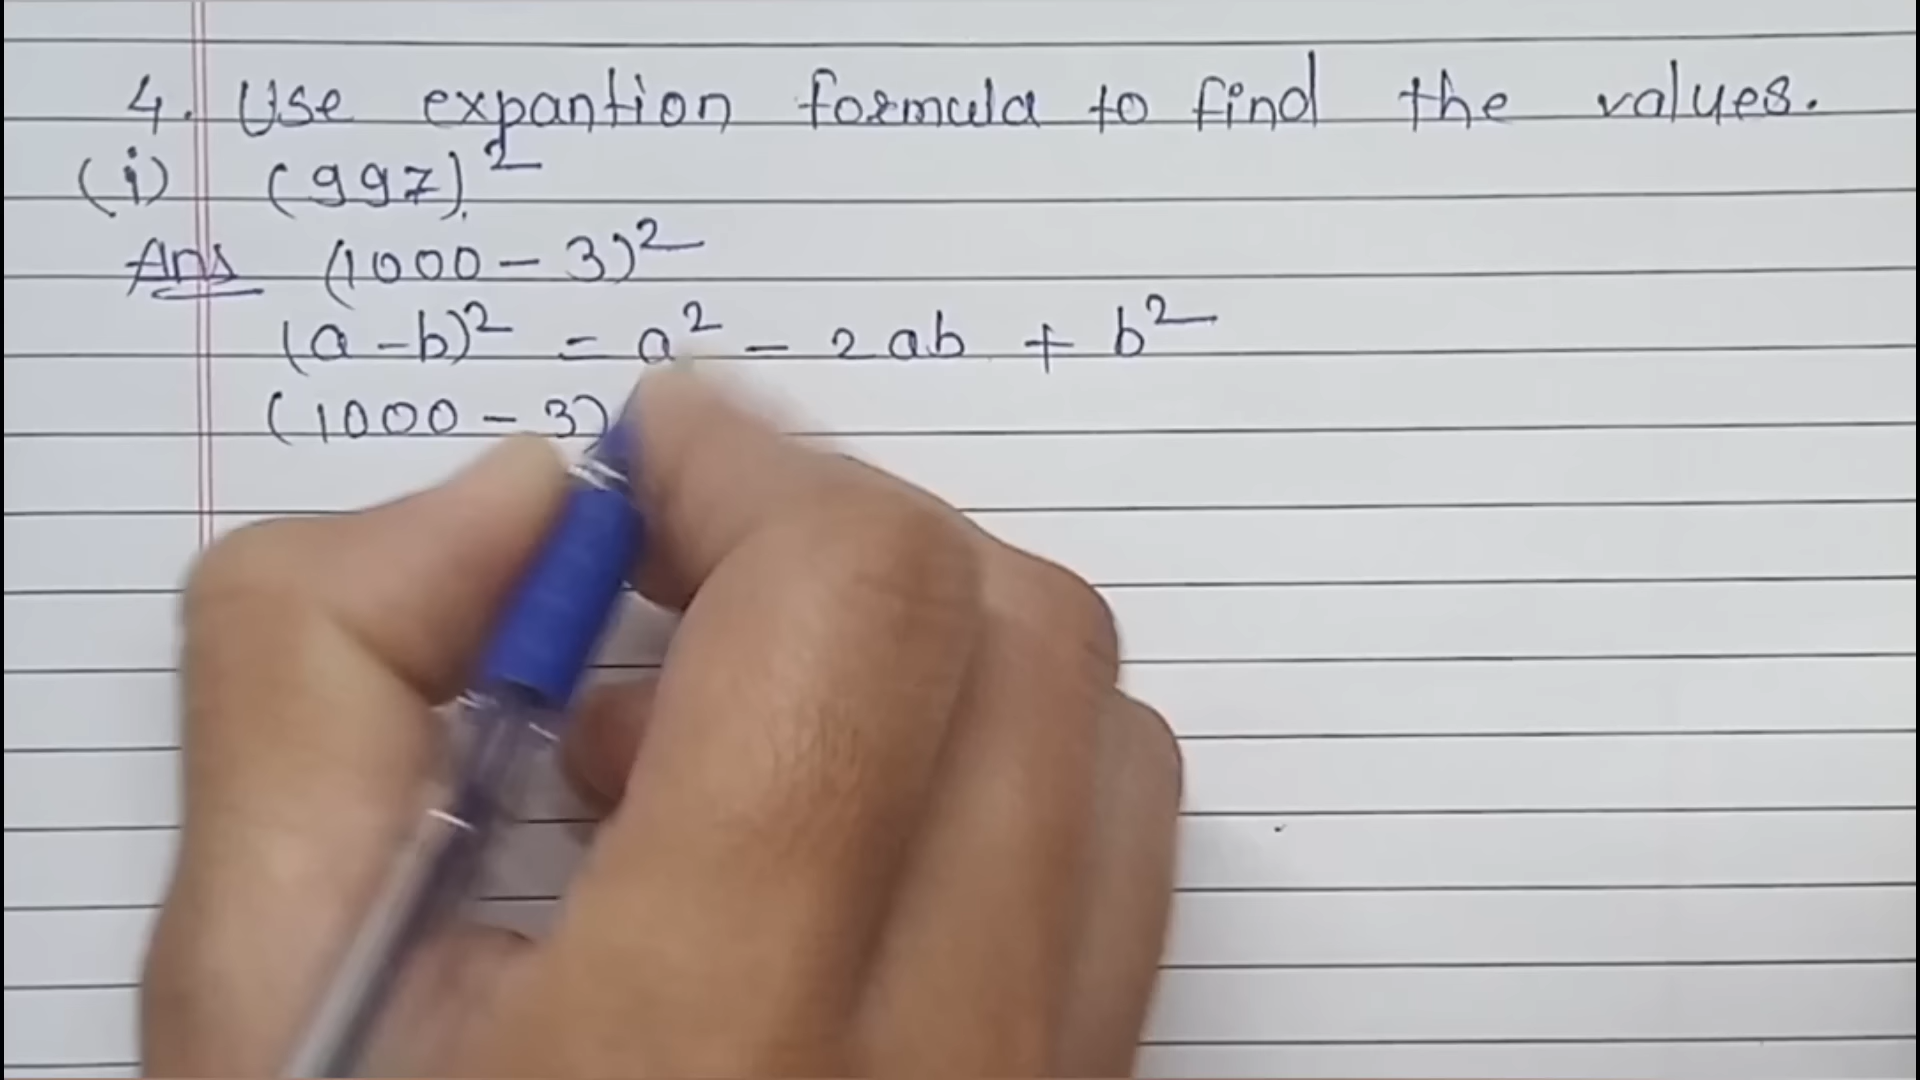 4. Use expantion formula to find the values.
(i) (997)²
Ans (1000 - 3)²
(a - b)² = a² - 2ab + b²
(1000 - 3)